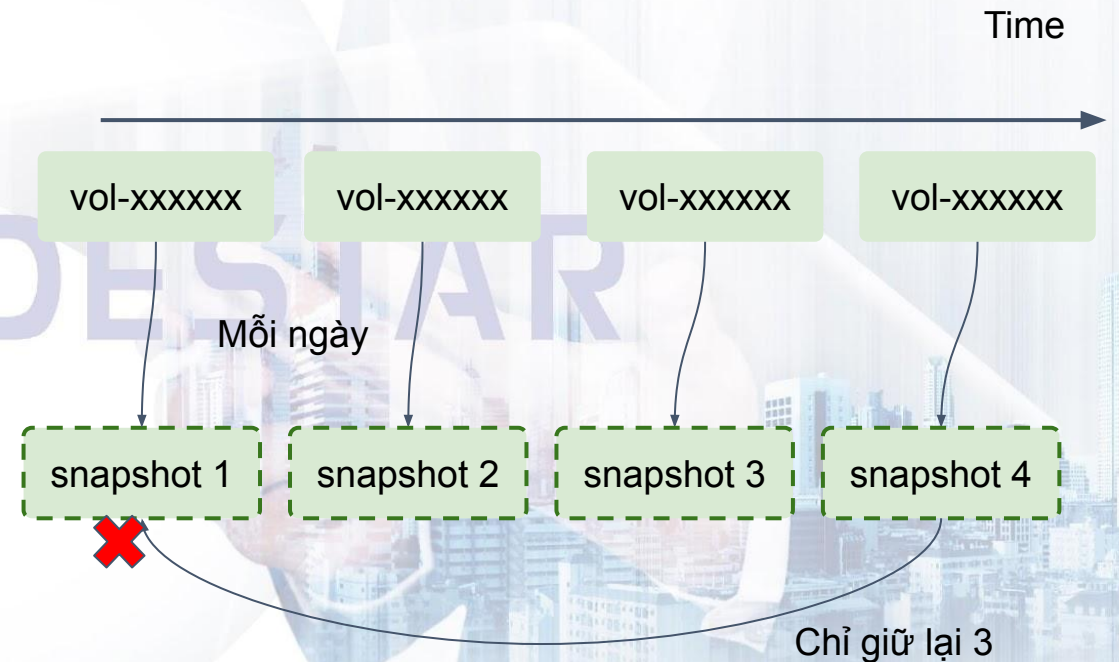 Time
vol-xxxxxx
vol-xxxxxx
vol-xxxxxx
vol-xxxxxx
DESTAR
Mỗi ngày
snapshot 1
snapshot 2
snapshot 3
snapshot 4
Chỉ giữ lại 3